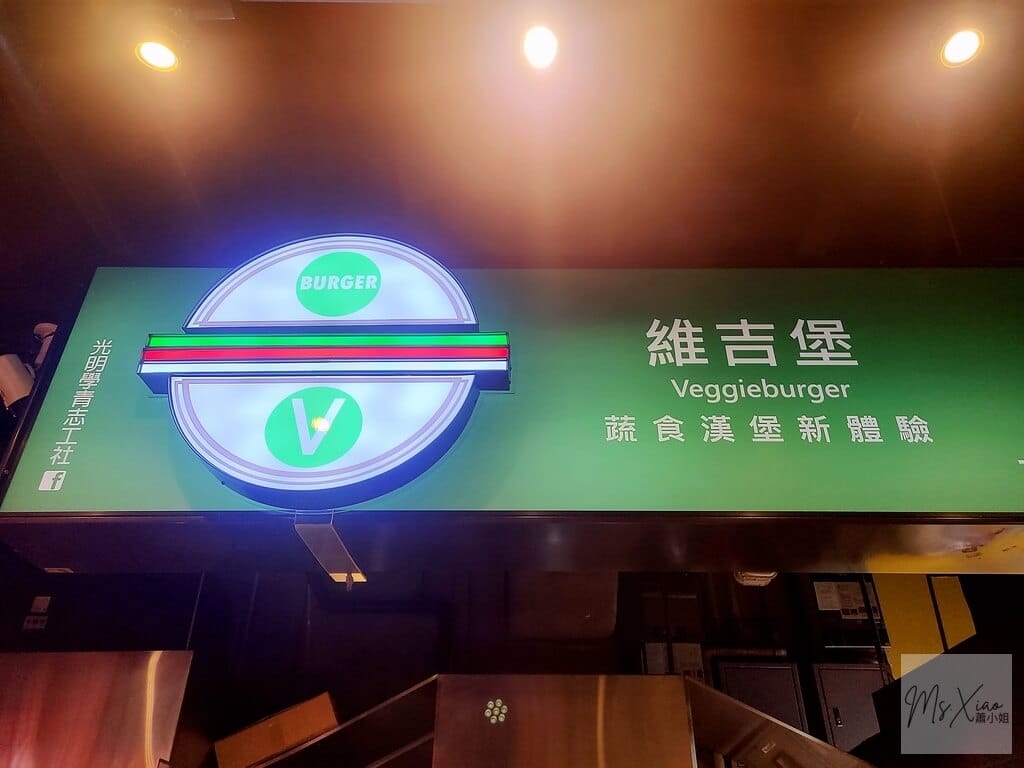 BURGER
V
光明學青志工社
f
維吉堡
Veggieburger
蔬食漢堡新體驗
Ms Xiao
蕭小姐